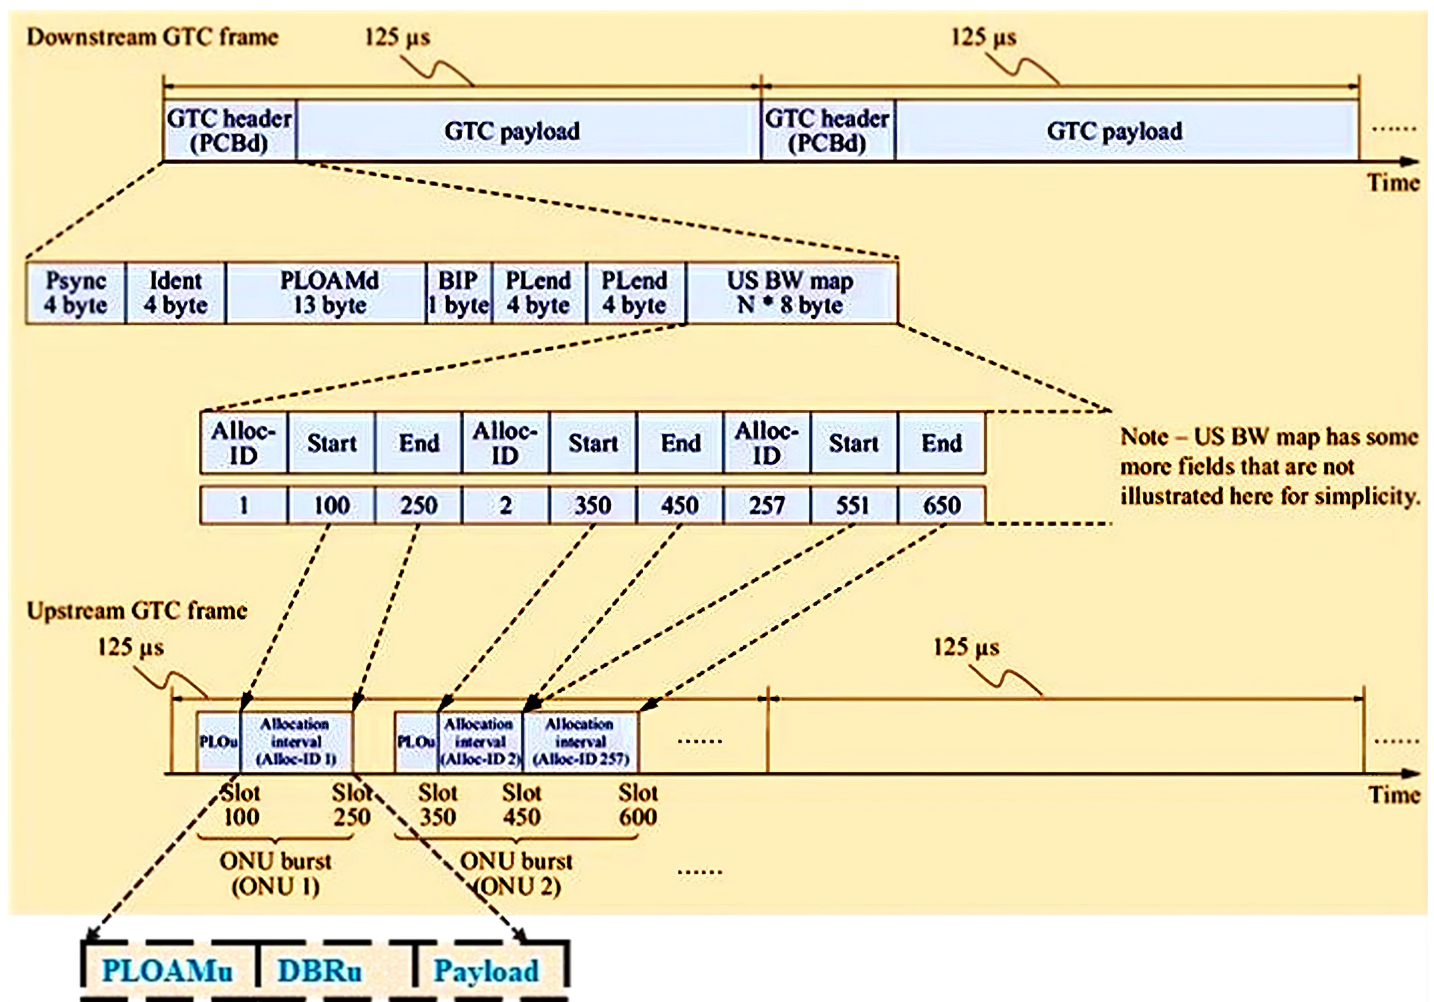 Downstream GTC frame
125 µs
125 µs
GTC header
(PCBd)
GTC payload
GTC header
(PCBd)
GTC payload
......
Time
Psync
4 byte
Ident
4 byte
PLOAMd
13 byte
BIP
1 byte
PLend
4 byte
PLend
4 byte
US BW map
N * 8 byte
Alloc-
ID
Start
End
Alloc-
ID
Start
End
Alloc-
ID
Start
End
1
100
250
2
350
450
257
551
650
Note – US BW map has some
more fields that are not
illustrated here for simplicity.
Upstream GTC frame
125 µs
125 µs
PLOu
Allocation
interval
(Alloc-ID 1)
PLOu
Allocation
interval
(Alloc-ID 2)
Allocation
interval
(Alloc-ID 257)
......
......
Time
Slot
100
Slot
250
Slot
350
Slot
450
Slot
600
ONU burst
(ONU 1)
ONU burst
(ONU 2)
......
PLOAMu
DBRu
Payload